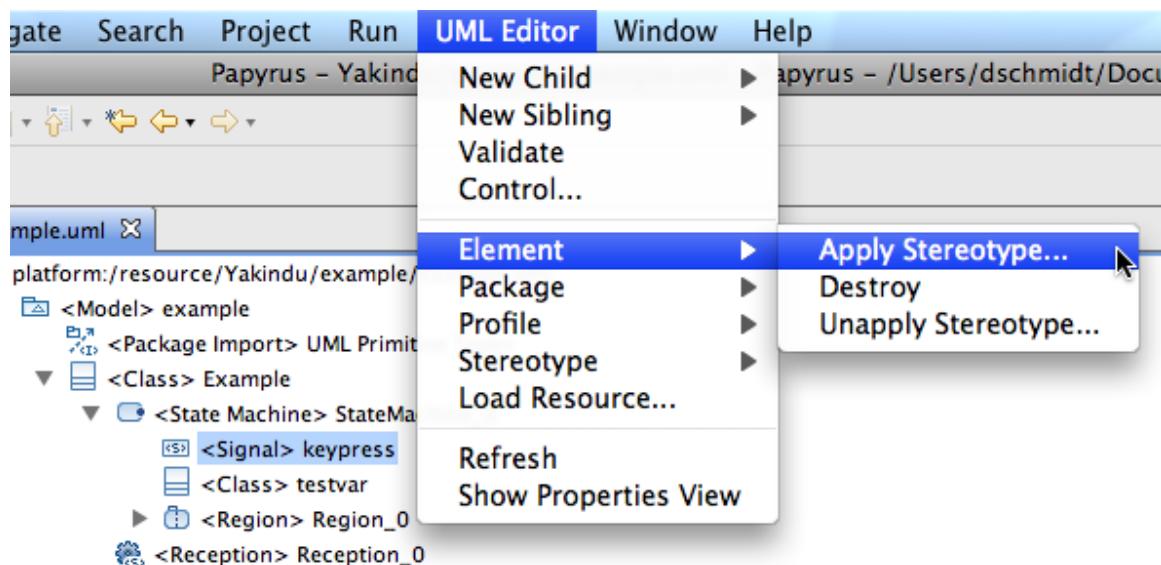 gate Search Project Run UML Editor Window Help
Papyrus – Yakind
apyrus – /Users/dschmidt/Docu
New Child
New Sibling
Validate
Control...
mple.uml
Element
Apply Stereotype...
platform:/resource/Yakindu/example/
Package
Destroy
<Model> example
Profile
Unapply Stereotype...
<Package Import> UML Primit
Stereotype
<Class> Example
Load Resource...
<State Machine> StateMa
<Signal> keypress
Refresh
<Class> testvar
Show Properties View
<Region> Region_0
<Reception> Reception_0